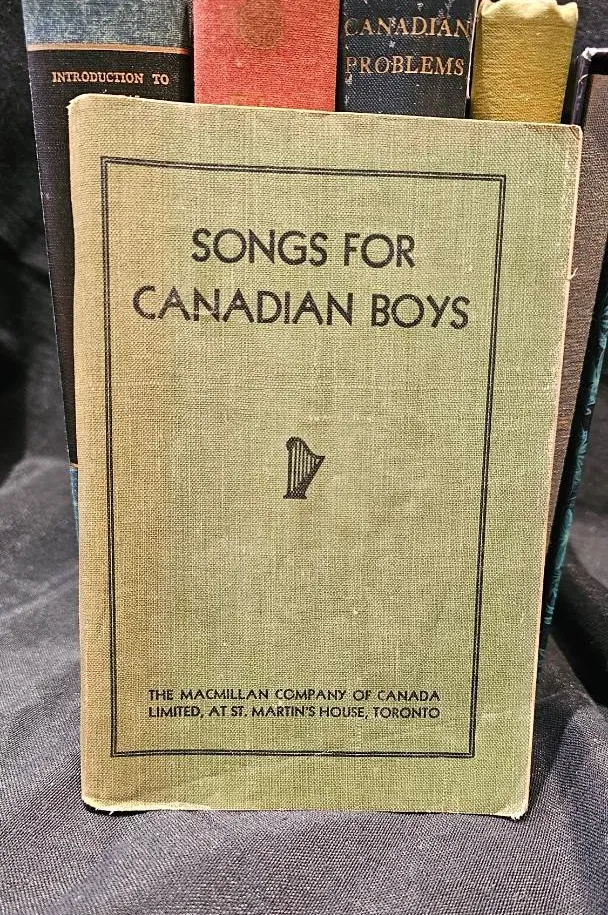 INTRODUCTION TO
CANADIAN
PROBLEMS
SONGS FOR
CANADIAN BOYS
THE MACMILLAN COMPANY OF CANADA
LIMITED, AT ST. MARTIN'S HOUSE, TORONTO